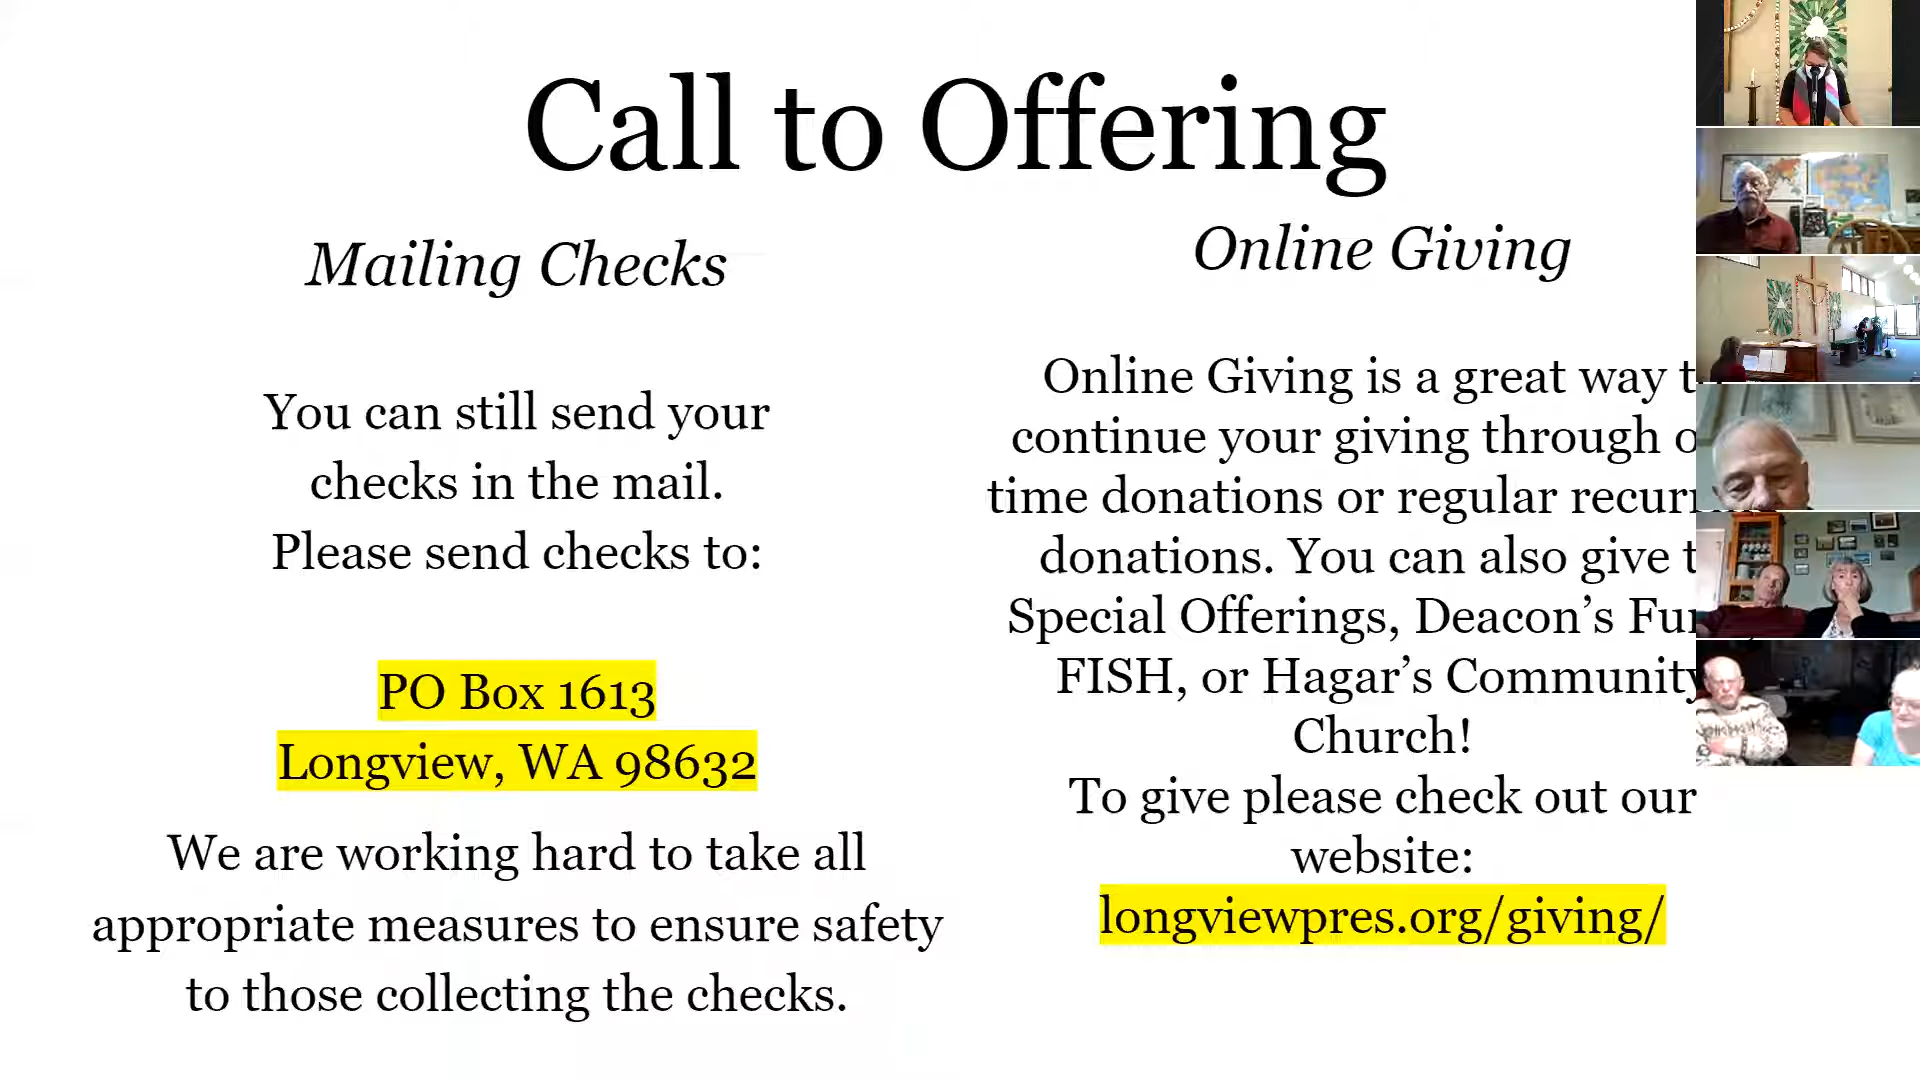 Call to Offering
Mailing Checks
You can still send your
checks in the mail.
Please send checks to:
PO Box 1613
Longview, WA 98632
We are working hard to take all
appropriate measures to ensure safety
to those collecting the checks.
Online Giving
Online Giving is a great way
continue your giving through
time donations or regular
donations. You can also give
Special Offerings, Deacon’s
FISH, or Hagar’s Community
Church!
To give please check out our
website:
longviewpres.org/giving/